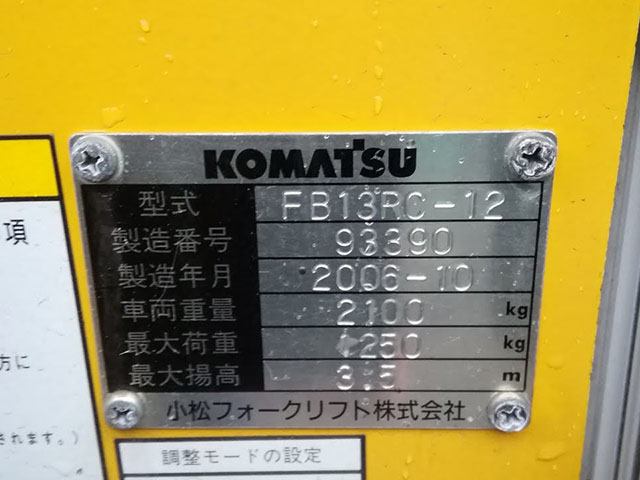 KOMATSU
型式 FB13RC-12
製造番号 93390
製造年月 2006-10
車両重量 2100 kg
最大荷重 1250 kg
最大揚高 3.5 m
小松フォークリフト株式会社
項
方に
されます。)
調整モードの設定